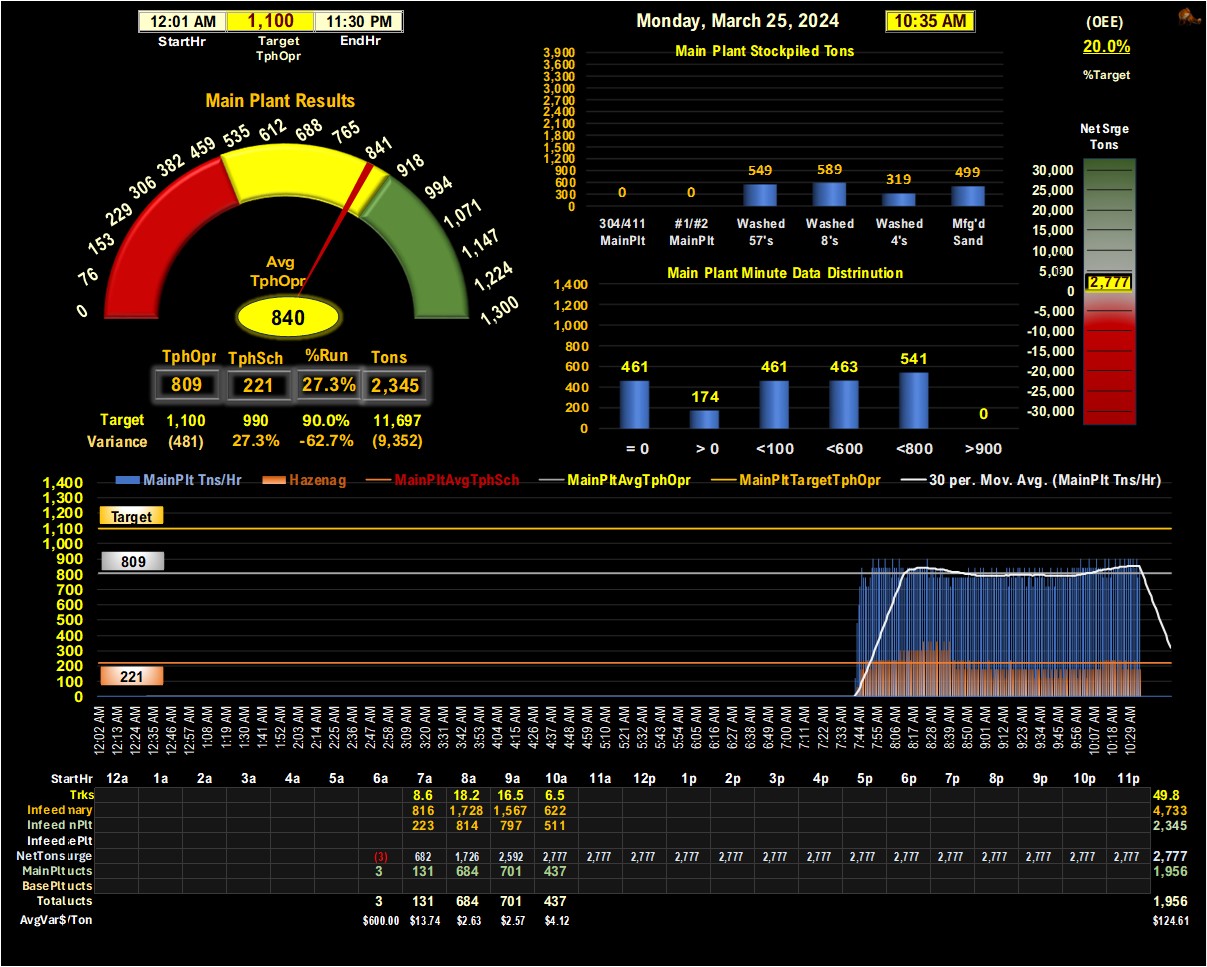 12:01 AM 1,100 11:30 PM
StartHr Target TphOpr EndHr
Monday, March 25, 2024 10:35 AM
(OEE)
20.0%
%Target
Main Plant Results
0 76 153 229 306 382 459 535 612 688 765 841 918 994 1,071 1,147 1,224 1,300
Avg
TphOpr
840
TphOpr TphSch %Run Tons
809 221 27.3% 2,345
Target 1,100 990 90.0% 11,697
Variance (481) 27.3% -62.7% (9,352)
Main Plant Stockpiled Tons
3,900
3,600
3,300
3,000
2,700
2,400
2,100
1,800
1,500
1,200
900
600
300
0
0 0 549 589 319 499
304/411 #1/#2 Washed Washed Washed Mfg'd
MainPlt MainPlt 57's 8's 4's Sand
Main Plant Minute Data Distrinution
1,400
1,200
1,000
800
600
400
200
0
461 174 461 463 541 0
= 0 > 0 <100 <600 <800 >900
Net Srge
Tons
30,000
25,000
20,000
15,000
10,000
5,000
0
-5,000
-10,000
-15,000
-20,000
-25,000
-30,000
2,777
MainPlt Tns/Hr Hazenag MainPltAvgTphSch MainPltAvgTphOpr MainPltTargetTphOpr 30 per. Mov. Avg. (MainPlt Tns/Hr)
1,400
1,300
1,200
1,100
1,000
900
800
700
600
500
400
300
200
100
0
Target
809
221
12:02 AM 12:13 AM 12:24 AM 12:35 AM 12:46 AM 12:57 AM 1:08 AM 1:19 AM 1:30 AM 1:41 AM 1:52 AM 2:03 AM 2:14 AM 2:25 AM 2:36 AM 2:47 AM 2:58 AM 3:09 AM 3:20 AM 3:31 AM 3:42 AM 3:53 AM 4:04 AM 4:15 AM 4:26 AM 4:37 AM 4:48 AM 4:59 AM 5:10 AM 5:21 AM 5:32 AM 5:43 AM 5:54 AM 6:05 AM 6:16 AM 6:27 AM 6:38 AM 6:49 AM 7:00 AM 7:11 AM 7:22 AM 7:33 AM 7:44 AM 7:55 AM 8:06 AM 8:17 AM 8:28 AM 8:39 AM 8:50 AM 9:01 AM 9:12 AM 9:23 AM 9:34 AM 9:45 AM 9:56 AM 10:07 AM 10:18 AM 10:29 AM
StartHr 12a 1a 2a 3a 4a 5a 6a 7a 8a 9a 10a 11a 12p 1p 2p 3p 4p 5p 6p 7p 8p 9p 10p 11p
Trks 8.6 18.2 16.5 6.5 49.8
Infeed nary 816 1,728 1,567 622 4,733
Infeed nPlt 223 814 797 511 2,345
Infeed ePlt
NetTons urge (3) 682 1,726 2,592 2,777 2,777 2,777 2,777 2,777 2,777 2,777 2,777 2,777 2,777 2,777 2,777 2,777 2,777 2,777
MainPlt ucts 3 131 684 701 437 1,956
BasePlt ucts
Total ucts 3 131 684 701 437 1,956
AvgVar$/Ton $600.00 $13.74 $2.63 $2.57 $4.12 $124.61